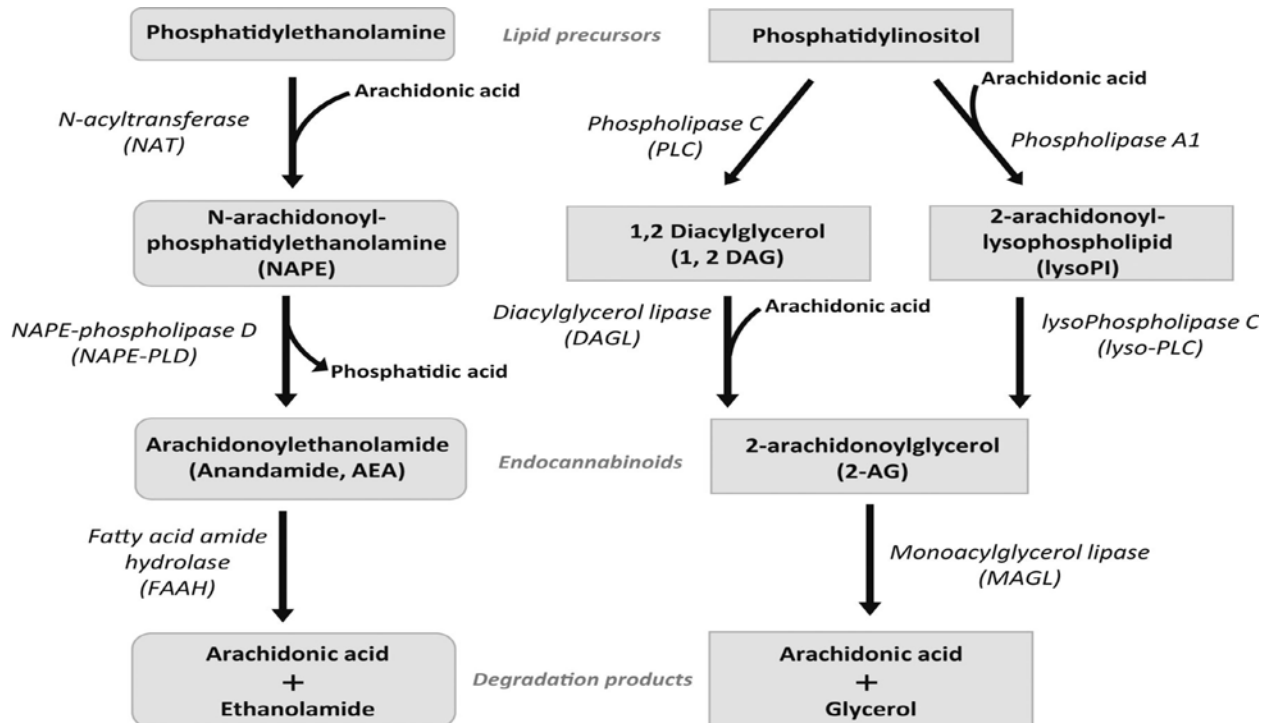 Phosphatidylethanolamine
Lipid precursors
Phosphatidylinositol
Arachidonic acid
N-acyltransferase
(NAT)
Phospholipase C
(PLC)
Arachidonic acid
Phospholipase A1
N-arachidonoyl-
phosphatidylethanolamine
(NAPE)
1,2 Diacylglycerol
(1, 2 DAG)
2-arachidonoyl-
lysophospholipid
(lysoPI)
NAPE-phospholipase D
(NAPE-PLD)
Phosphatidic acid
Diacylglycerol lipase
(DAGL)
Arachidonic acid
lysoPhospholipase C
(lyso-PLC)
Arachidonoylethanolamide
(Anandamide, AEA)
Endocannabinoids
2-arachidonoylglycerol
(2-AG)
Fatty acid amide
hydrolase
(FAAH)
Monoacylglycerol lipase
(MAGL)
Arachidonic acid
+
Ethanolamide
Degradation products
Arachidonic acid
+
Glycerol